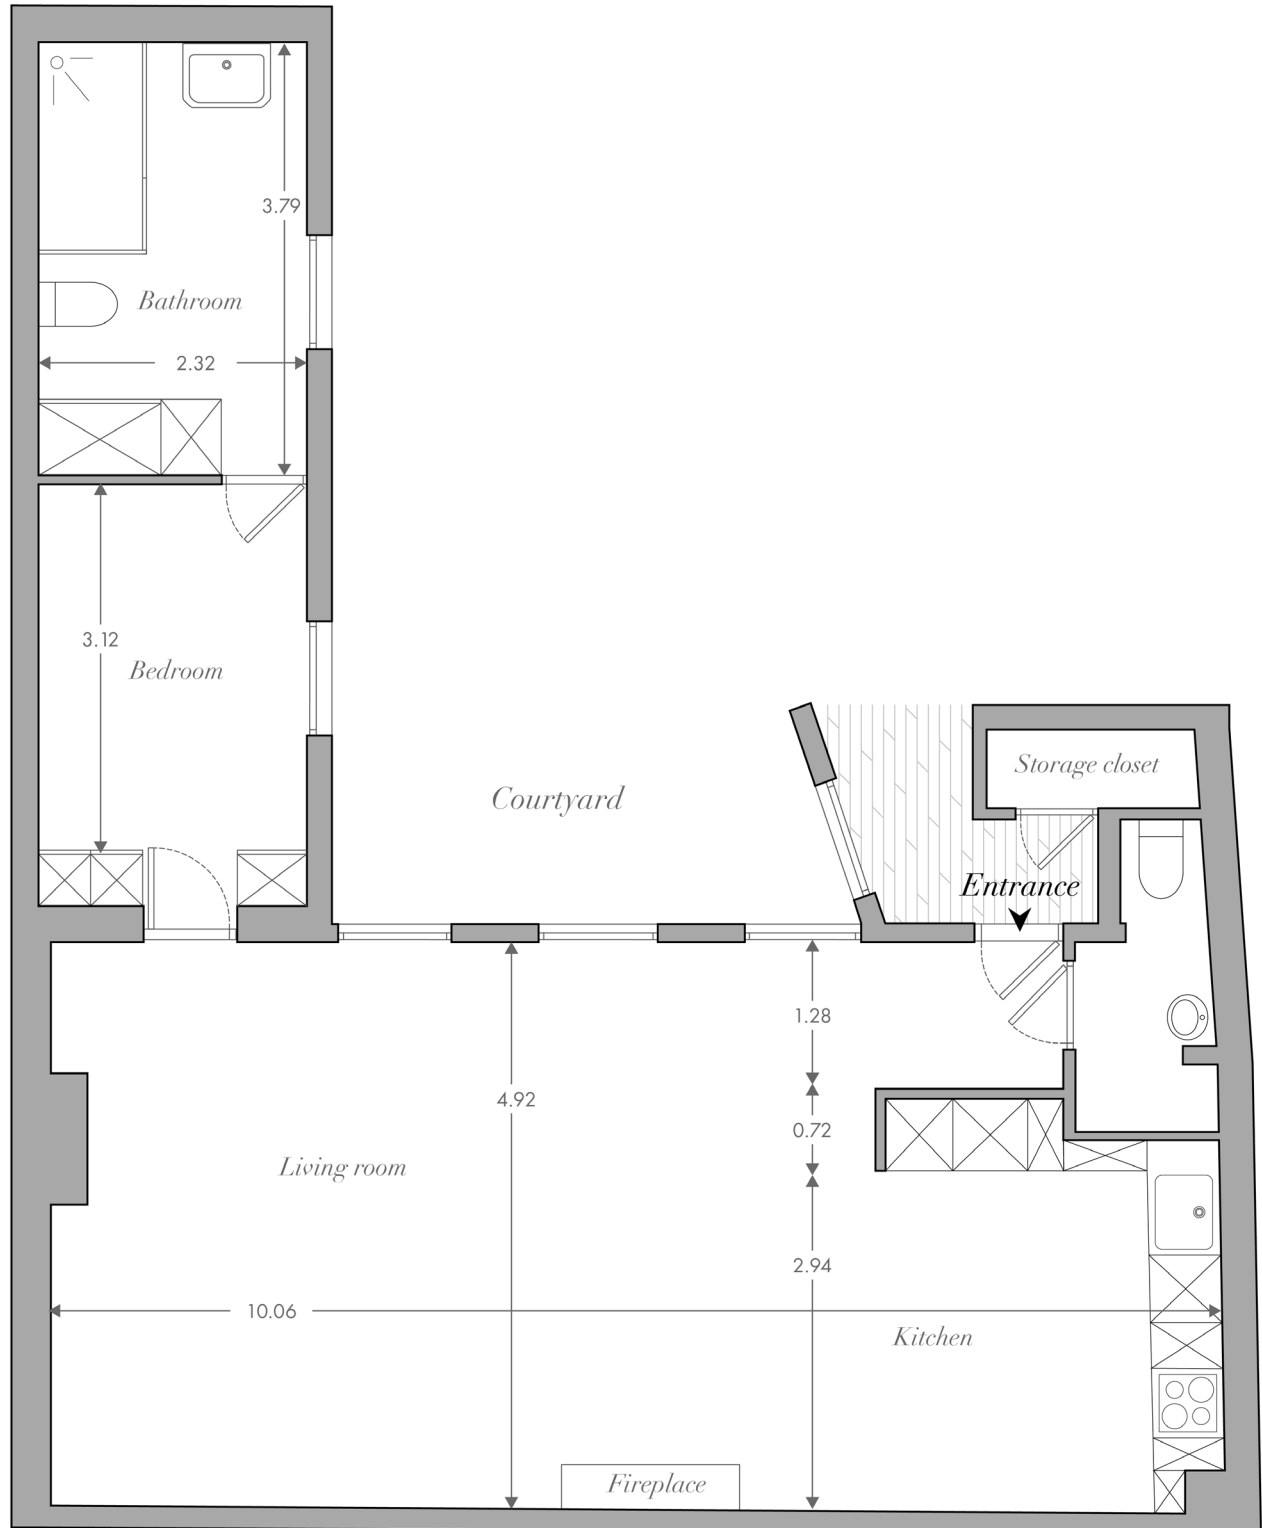 3.79
Bathroom
2.32
3.12
Bedroom
Courtyard
Storage closet
Entrance
1.28
4.92
0.72
Living room
2.94
10.06
Kitchen
Fireplace